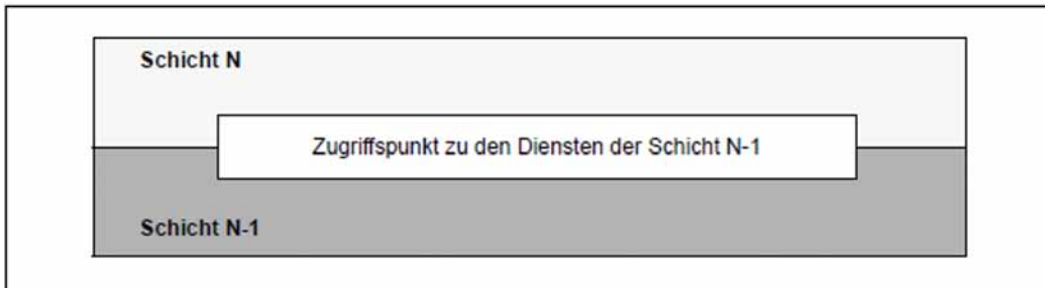 Schicht N
Zugriffspunkt zu den Diensten der Schicht N-1
Schicht N-1